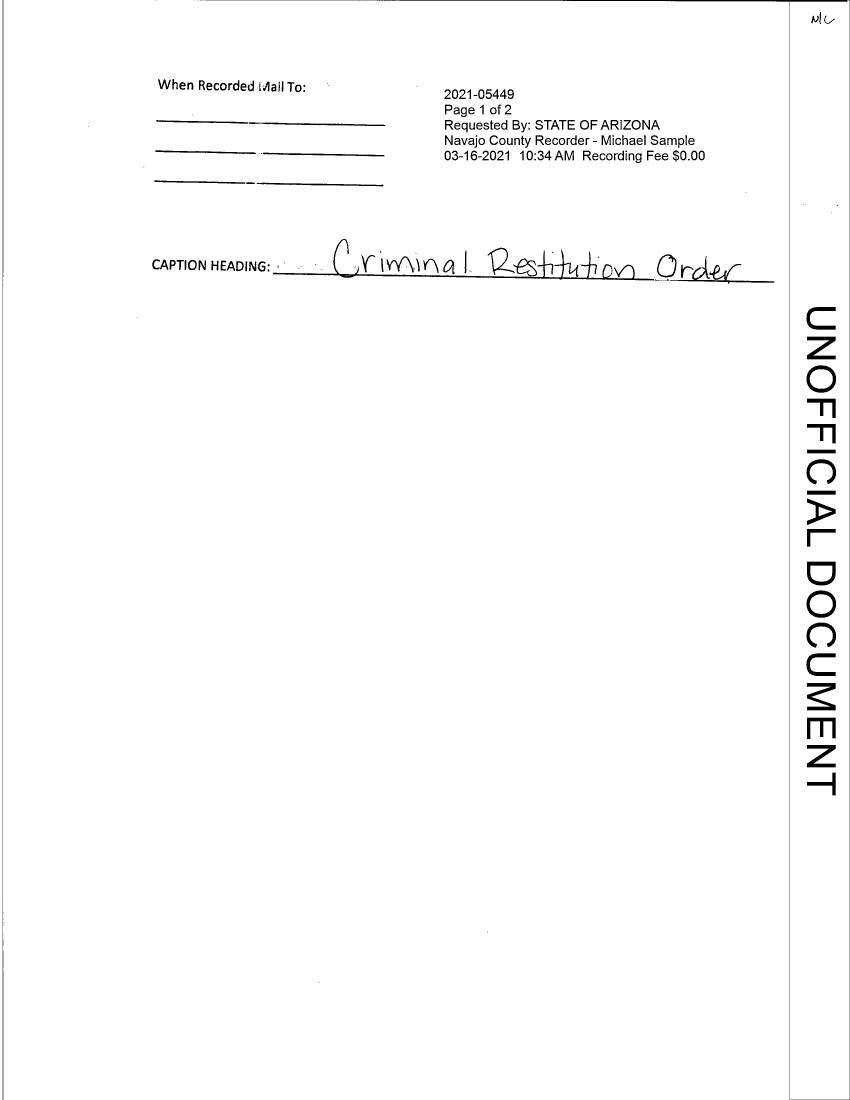 N/C
When Recorded Mail To:
2021-05449
Page 1 of 2
Requested By: STATE OF ARIZONA
Navajo County Recorder - Michael Sample
03-16-2021 10:34 AM Recording Fee $0.00
CAPTION HEADING: Criminal Restitution Order
UNOFFICIAL DOCUMENT